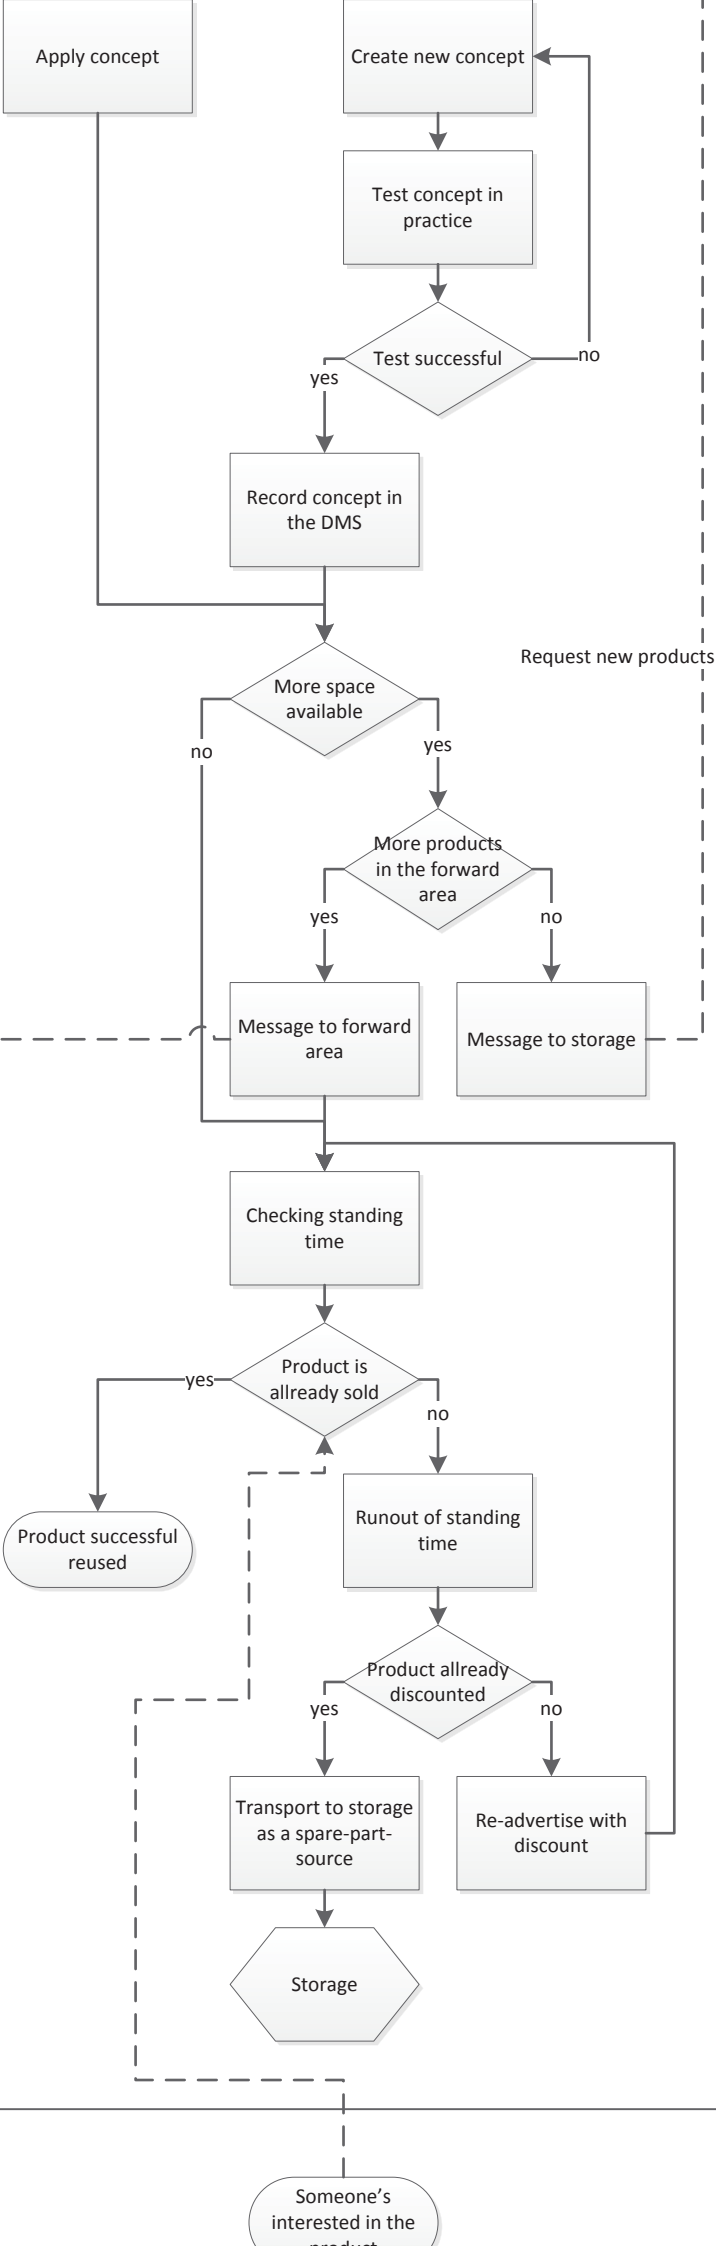 Apply concept
Create new concept
Test concept in
practice
Test successful
no
yes
Record concept in
the DMS
Request new products
More space
available
no
yes
More products
in the forward
area
yes
no
Message to forward
area
Message to storage
Checking standing
time
Product is
allready sold
yes
no
Product successful
reused
Runout of standing
time
Product allready
discounted
yes
no
Transport to storage
as a spare-part-
source
Re-advertise with
discount
Storage
Someone's
interested in the
product